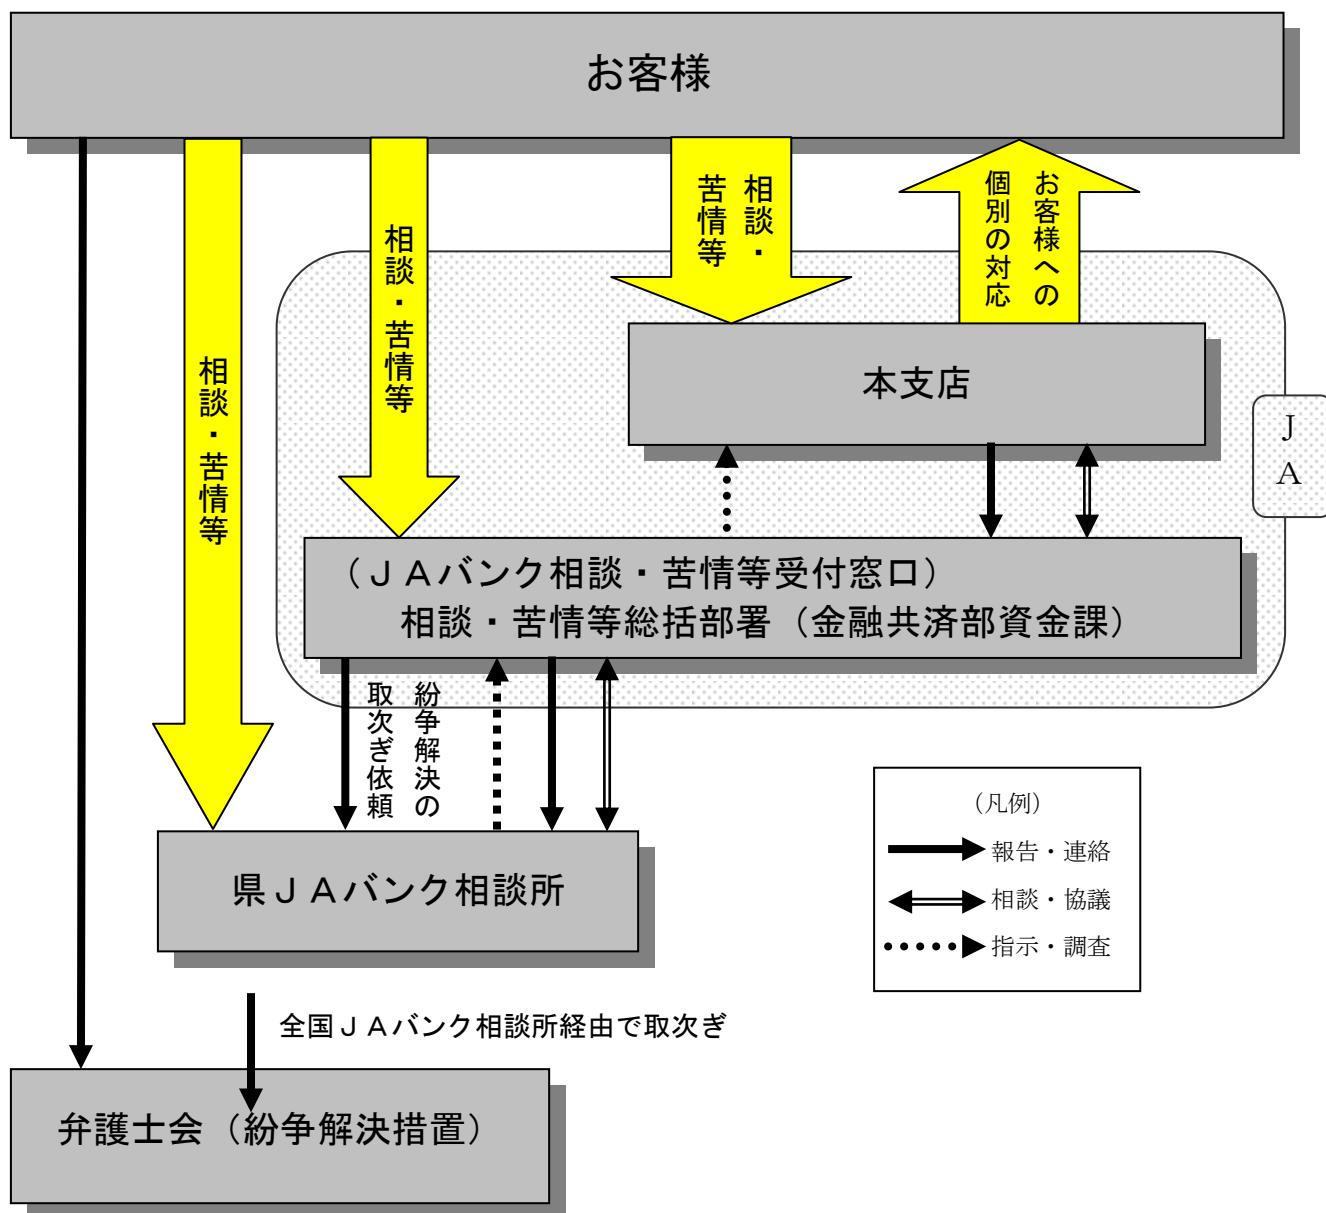 お客様
相談・苦情等
相談・苦情等
相談・
苦情等
お客様への
個別の対応
本支店
JA
（ＪＡバンク相談・苦情等受付窓口）
相談・苦情等総括部署（金融共済部資金課）
紛争解決の
取次ぎ依頼
県ＪＡバンク相談所
（凡例）
報告・連絡
相談・協議
指示・調査
全国ＪＡバンク相談所経由で取次ぎ
弁護士会（紛争解決措置）